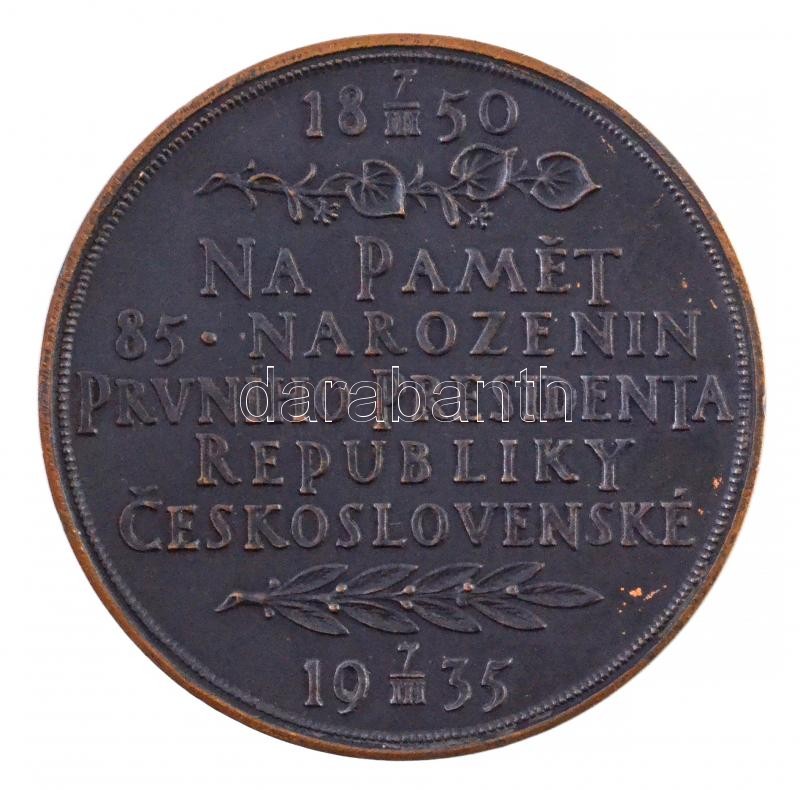 18 7/III 50
NA PAMĚT
85. NAROZENIN
PRVNÍHO PRESIDENTA
darabanth
REPUBLIKY
ČESKOSLOVENSKÉ
19 7/III 35